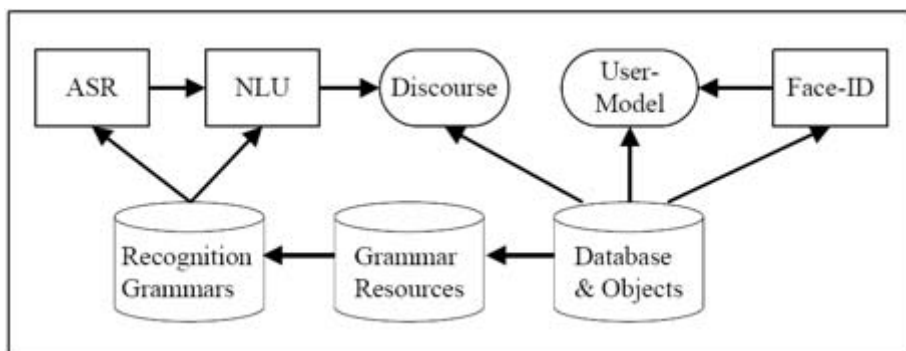 ASR
NLU
Discourse
User-
Model
Face-ID
Recognition
Grammars
Grammar
Resources
Database
& Objects